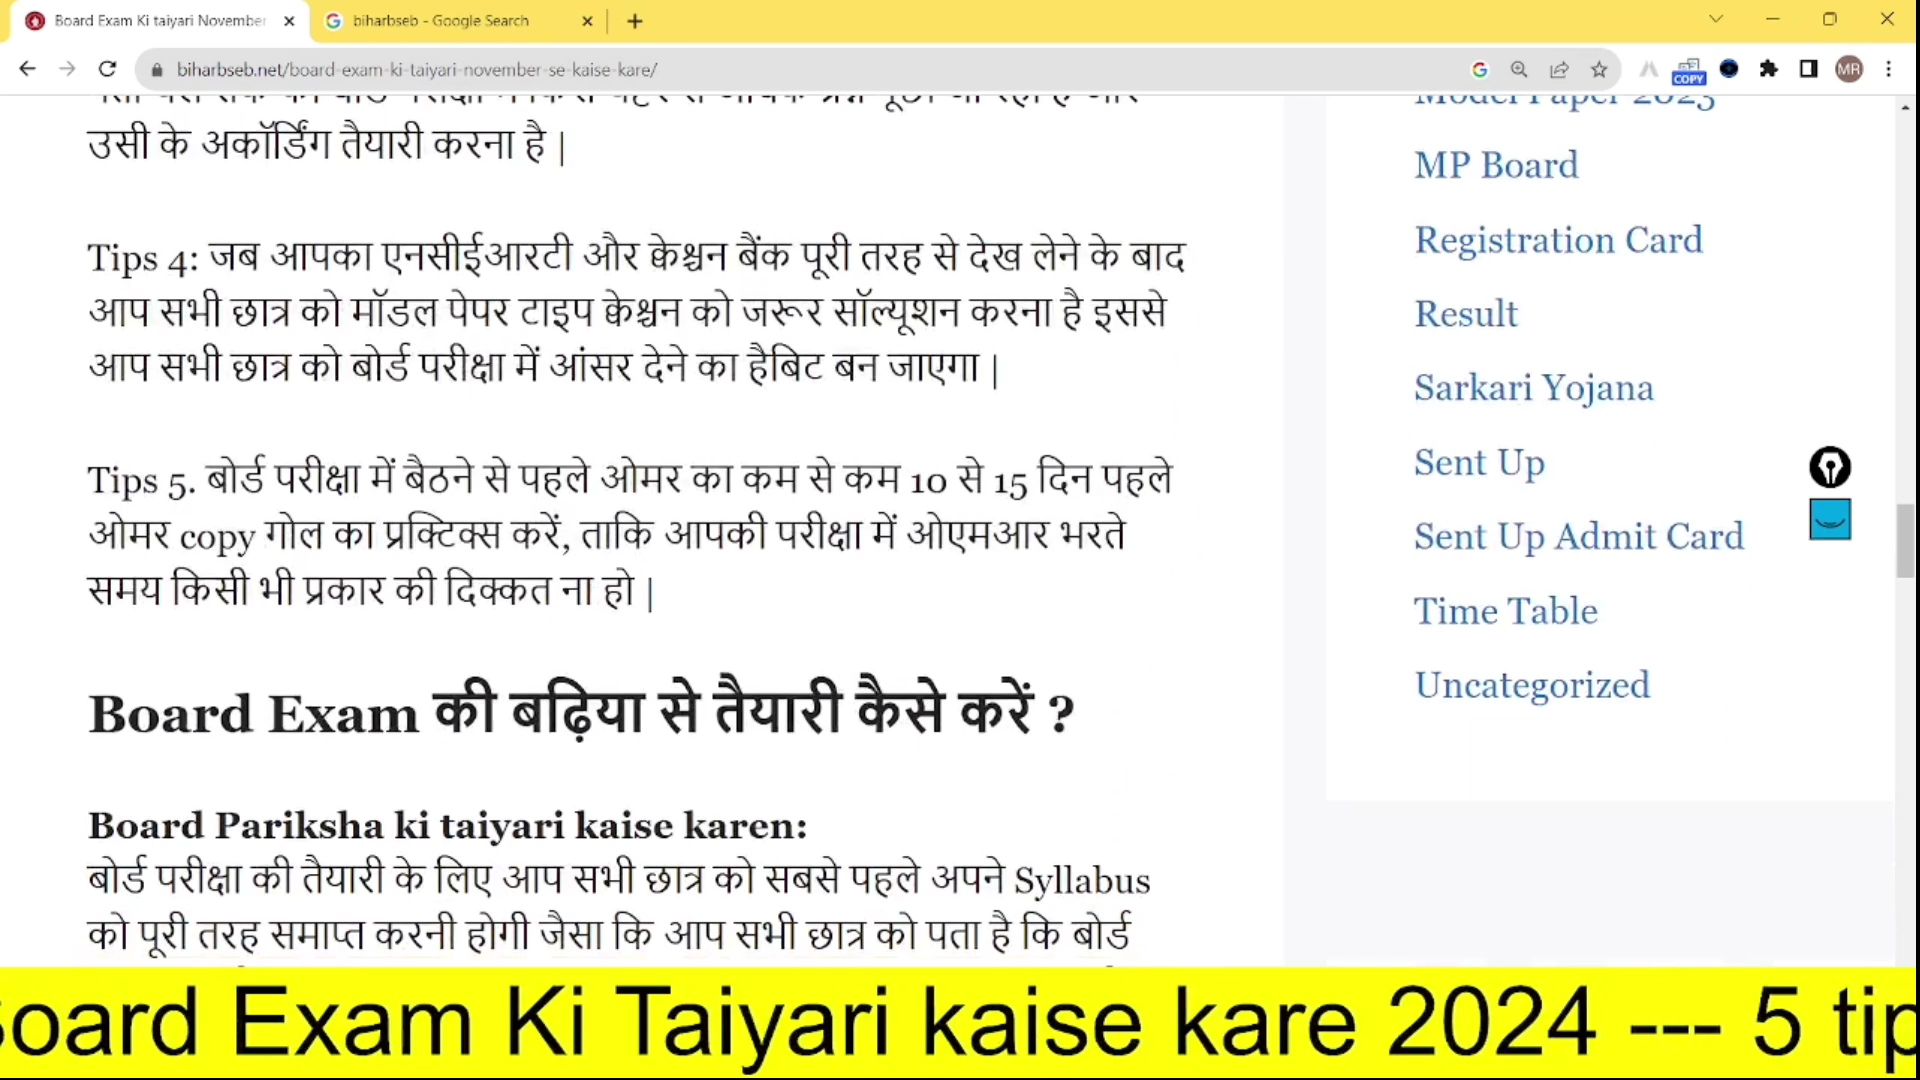 Board Exam Ki taiyari November
biharbseb - Google Search
biharbseb.net/board-exam-ki-taiyari-november-se-kaise-kare/
COPY
MR
उसी के अकॉर्डिंग तैयारी करना है |
Tips 4: जब आपका एनसीईआरटी और क्वेश्चन बैंक पूरी तरह से देख लेने के बाद
आप सभी छात्र को मॉडल पेपर टाइप क्वेश्चन को जरूर सॉल्यूशन करना है इससे
आप सभी छात्र को बोर्ड परीक्षा में आंसर देने का हैबिट बन जाएगा |
Tips 5. बोर्ड परीक्षा में बैठने से पहले ओमर का कम से कम 10 से 15 दिन पहले
ओमर copy गोल का प्रक्टिक्स करें, ताकि आपकी परीक्षा में ओएमआर भरते
समय किसी भी प्रकार की दिक्कत ना हो |
Board Exam की बढ़िया से तैयारी कैसे करें ?
Board Pariksha ki taiyari kaise karen:
बोर्ड परीक्षा की तैयारी के लिए आप सभी छात्र को सबसे पहले अपने Syllabus
को पूरी तरह समाप्त करनी होगी जैसा कि आप सभी छात्र को पता है कि बोर्ड
Model Paper 2023
MP Board
Registration Card
Result
Sarkari Yojana
Sent Up
Sent Up Admit Card
Time Table
Uncategorized
Board Exam Ki Taiyari kaise kare 2024 --- 5 tip